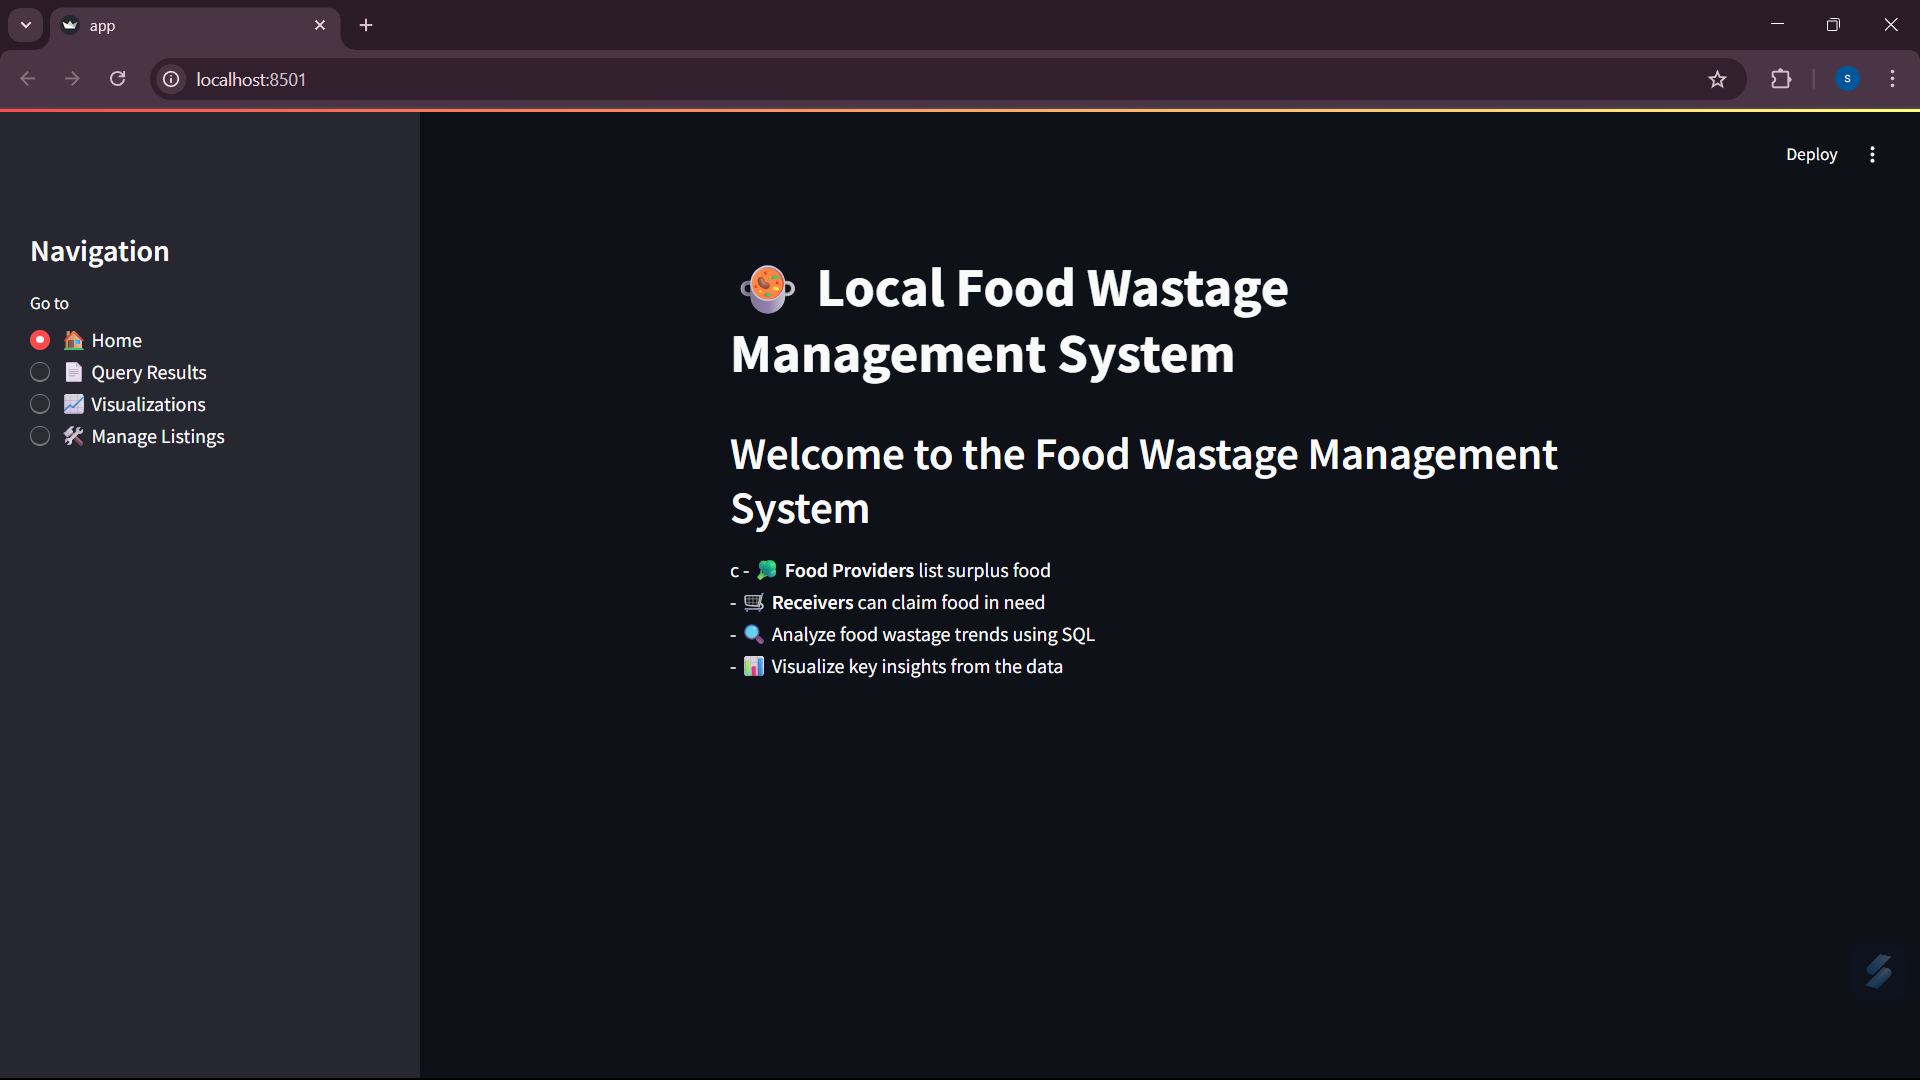 app
localhost:8501
S
Deploy
Navigation
Go to
Home
Query Results
Visualizations
Manage Listings
Local Food Wastage
Management System
Welcome to the Food Wastage Management
System
c - Food Providers list surplus food
- Receivers can claim food in need
- Analyze food wastage trends using SQL
- Visualize key insights from the data